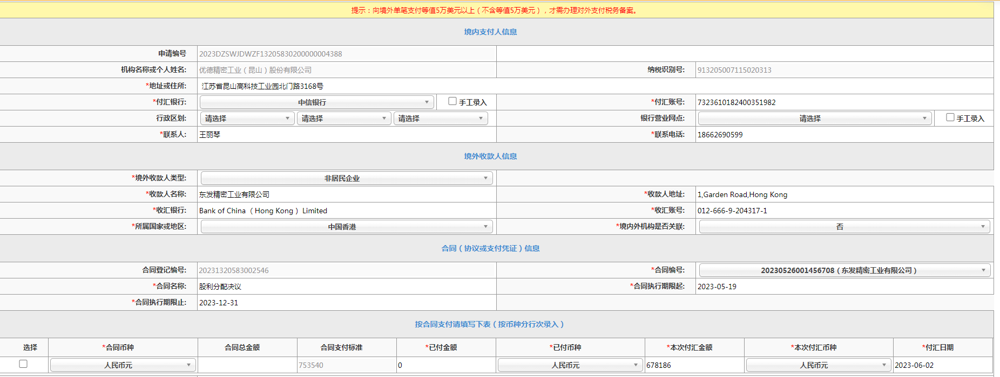 提示：向境外单笔支付等值5万美元以上（不含等值5万美元），才需办理对外支付税务备案。
境内支付人信息
申请编号 2023DZSWJDWZF13205830200000004388
机构名称或个人姓名: 优德精密工业（昆山）股份有限公司 纳税识别号: 913205007115020313
*地址或住所: 江苏省昆山高科技工业园北门路3168号
*付汇银行: 中信银行 手工录入 *付汇账号: 7323610182400351982
行政区划: 请选择 请选择 请选择 银行营业网点: 请选择 手工录入
*联系人: 王丽琴 *联系电话: 18662690599
境外收款人信息
*境外收款人类型: 非居民企业
*收款人名称: 东发精密工业有限公司 *收款人地址: 1,Garden Road,Hong Kong
*收汇银行: Bank of China （Hong Kong）Limited *收汇账号: 012-666-9-204317-1
*所属国家或地区: 中国香港 *境内外机构是否关联: 否
合同（协议或支付凭证）信息
合同登记编号: 20231320583002546 *合同编号: 20230526001456708（东发精密工业有限公司）
*合同名称: 股利分配决议 *合同执行期限起: 2023-05-19
*合同执行期限止: 2023-12-31
按合同支付请填写下表（按币种分行次录入）
选择 *合同币种 合同总金额 合同支付标准 *已付金额 *已付币种 *本次付汇金额 *本次付汇币种 *付汇日期
人民币元 753540 0 人民币元 678186 人民币元 2023-06-02